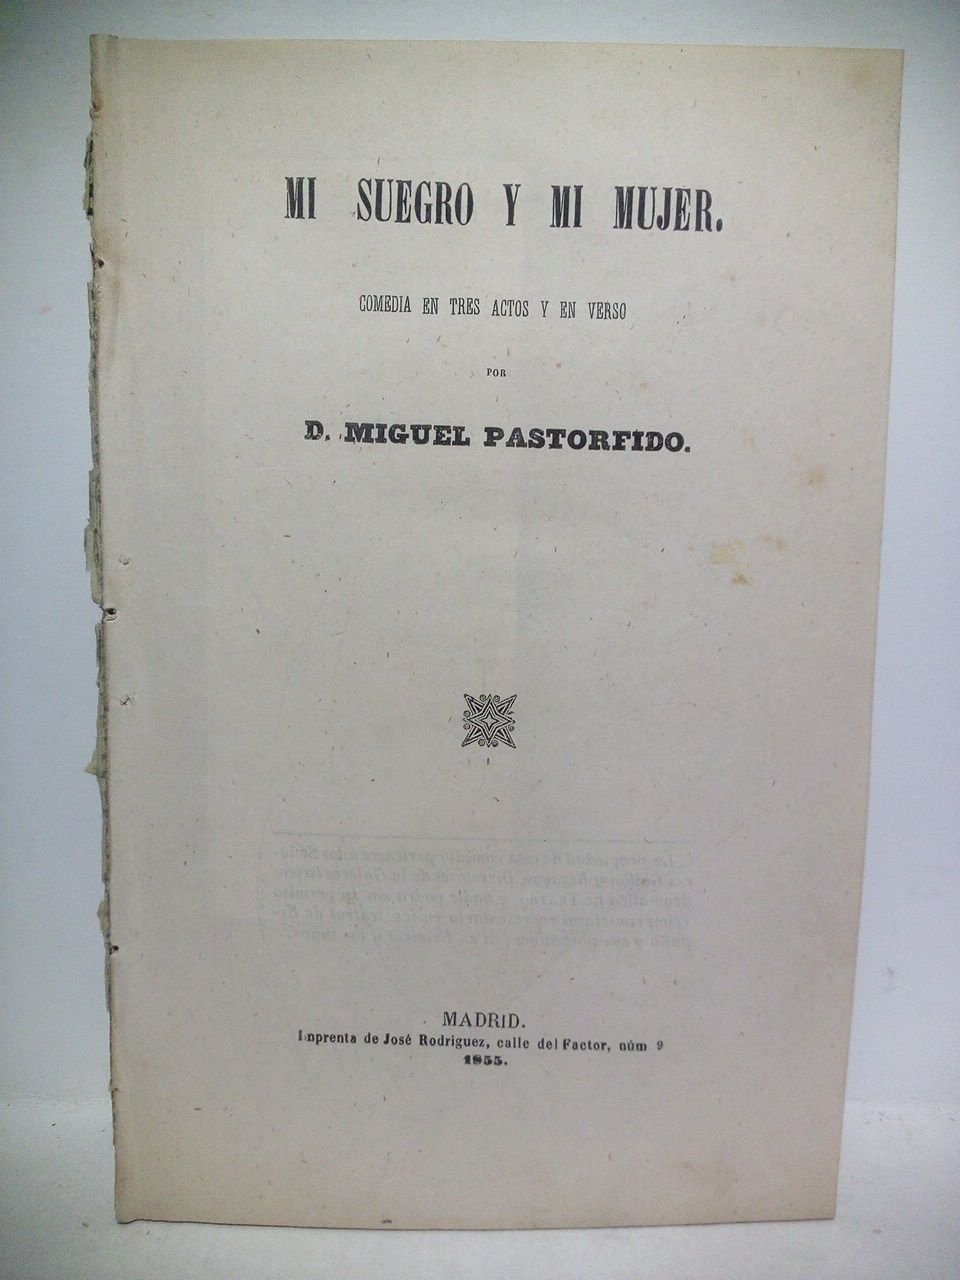 MI SUEGRO Y MI MUJER.
COMEDIA EN TRES ACTOS Y EN VERSO
POR
D. MIGUEL PASTORFIDO.
MADRID.
Imprenta de José Rodriguez, calle del Factor, núm 9
1855.